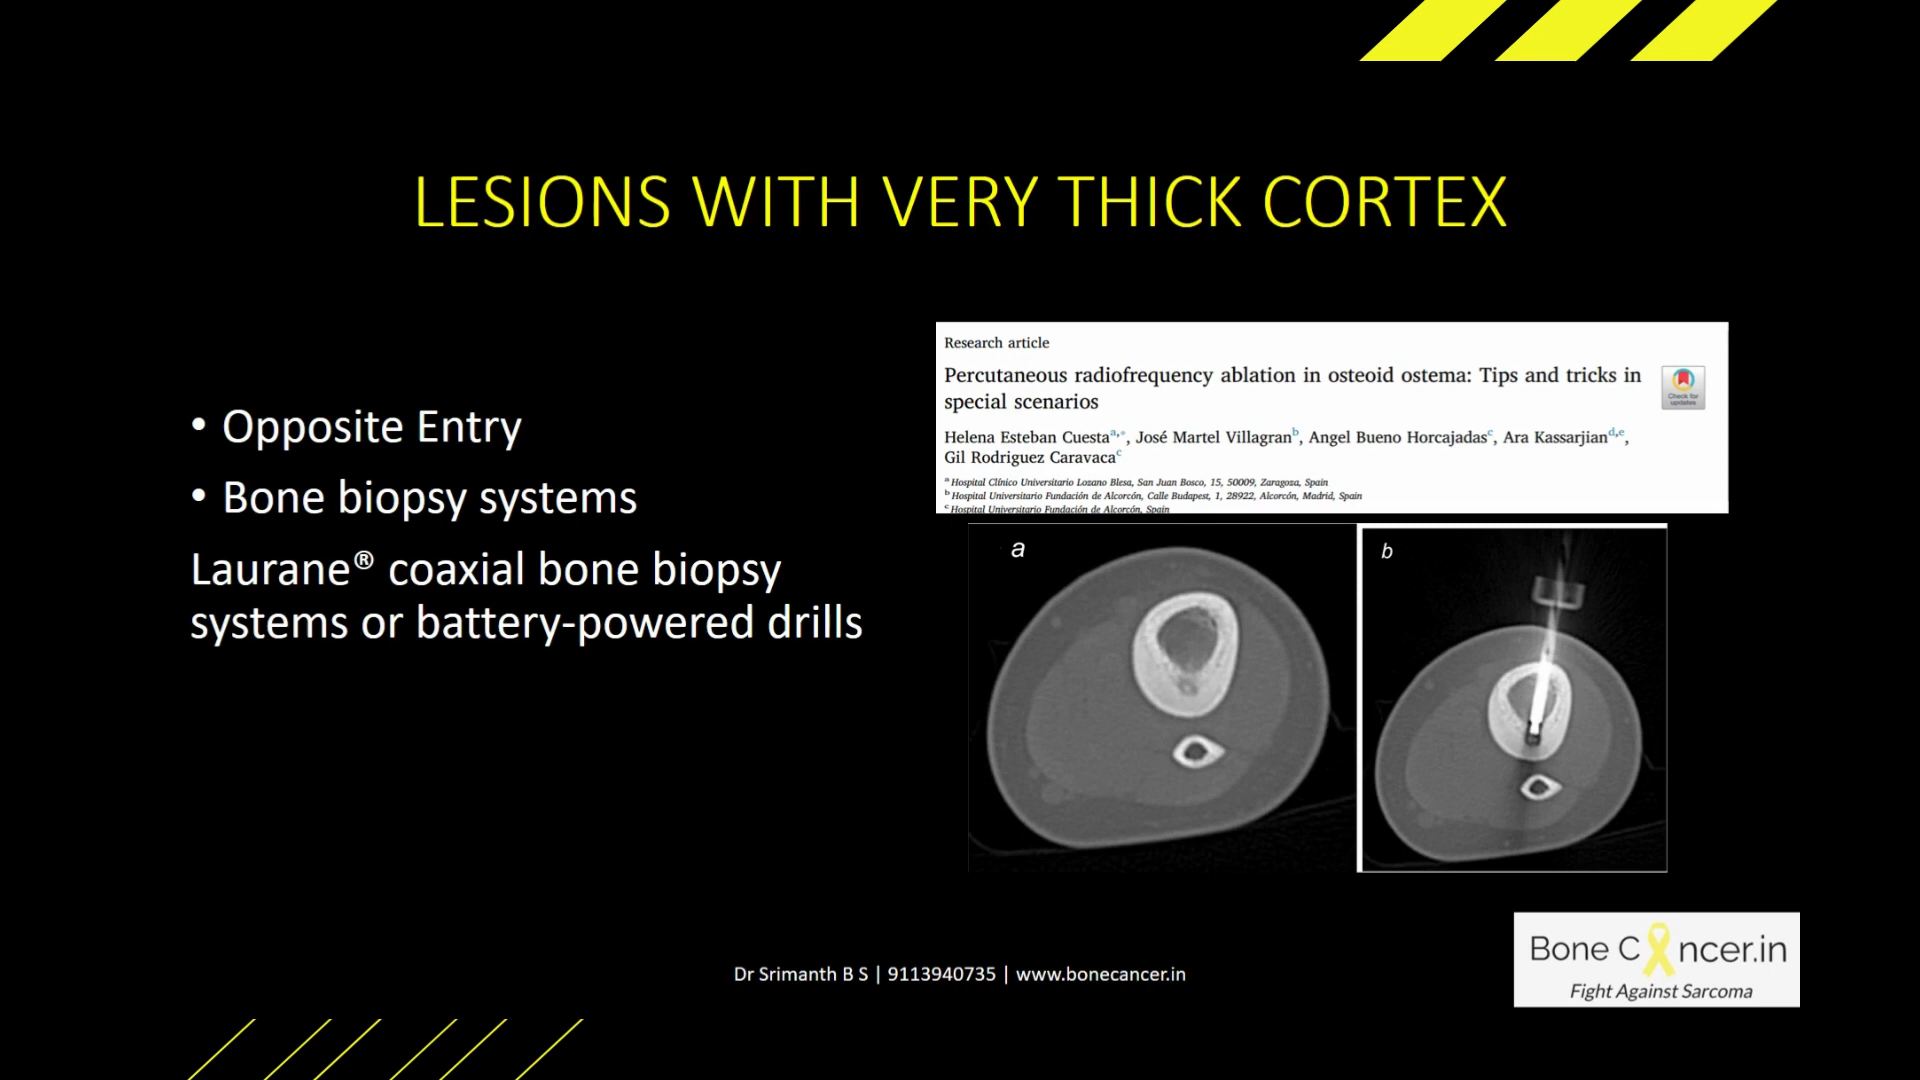 LESIONS WITH VERY THICK CORTEX
• Opposite Entry
• Bone biopsy systems
Laurane® coaxial bone biopsy
systems or battery-powered drills
Research article
Percutaneous radiofrequency ablation in osteoid ostema: Tips and tricks in
special scenarios
Check for
updates
Helena Esteban Cuesta a,*, José Martel Villagran b, Angel Bueno Horcajadas c, Ara Kassarjian d,e,
Gil Rodriguez Caravaca c
a Hospital Clínico Universitario Lozano Blesa, San Juan Bosco, 15, 50009, Zaragoza, Spain
b Hospital Universitario Fundación de Alcorcón, Calle Budapest, 1, 28922, Alcorcón, Madrid, Spain
c Hospital Universitario Fundación de Alcorcón, Spain
a
b
Dr Srimanth B S | 9113940735 | www.bonecancer.in
Bone C ncer.in
Fight Against Sarcoma